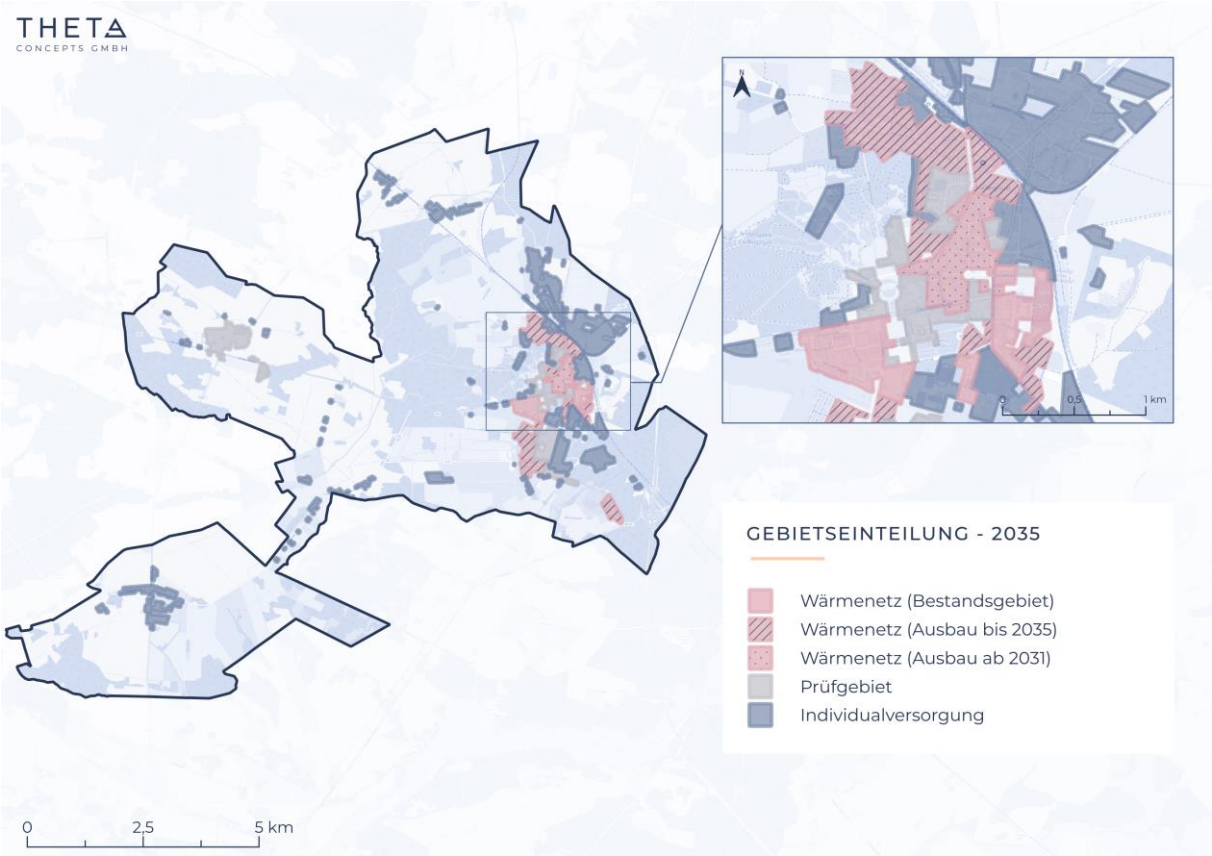 THETA
CONCEPTS GMBH
N
0 0,5 1 km
GEBIETSEINTEILUNG - 2035
Wärmenetz (Bestandsgebiet)
Wärmenetz (Ausbau bis 2035)
Wärmenetz (Ausbau ab 2031)
Prüfgebiet
Individualversorgung
0 2,5 5 km